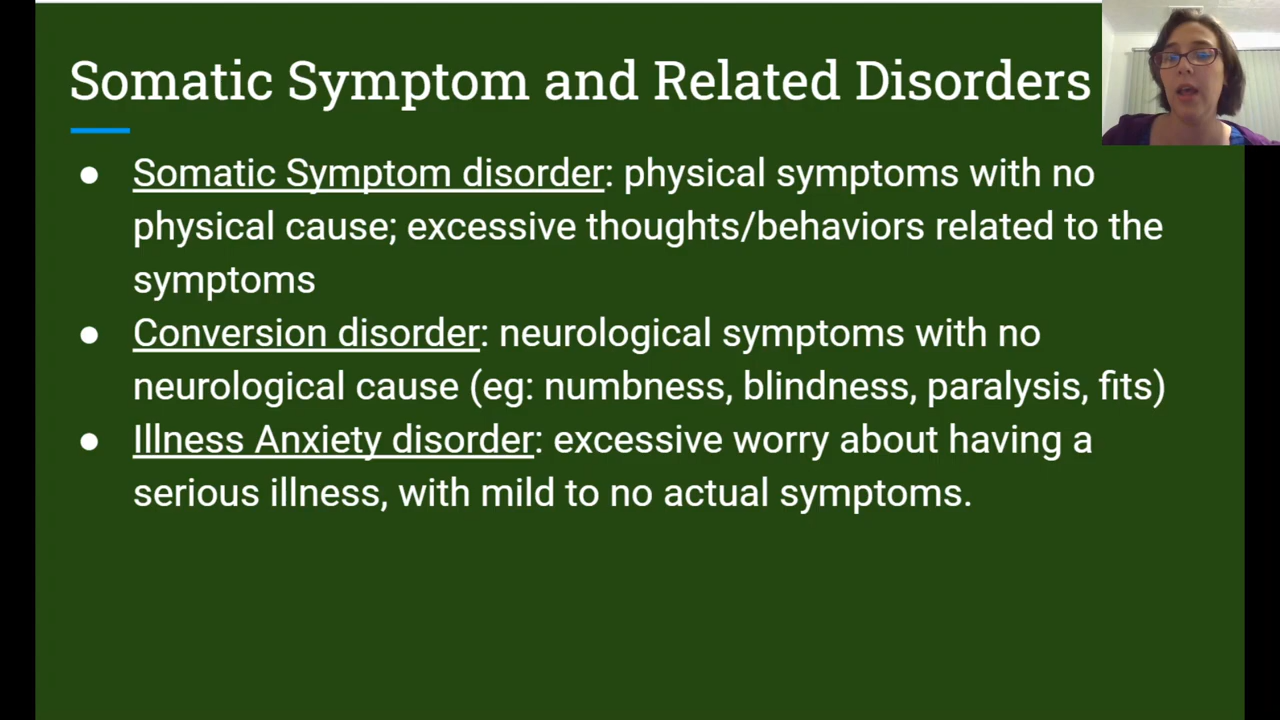 Somatic Symptom and Related Disorders
● Somatic Symptom disorder: physical symptoms with no
physical cause; excessive thoughts/behaviors related to the
symptoms
● Conversion disorder: neurological symptoms with no
neurological cause (eg: numbness, blindness, paralysis, fits)
● Illness Anxiety disorder: excessive worry about having a
serious illness, with mild to no actual symptoms.